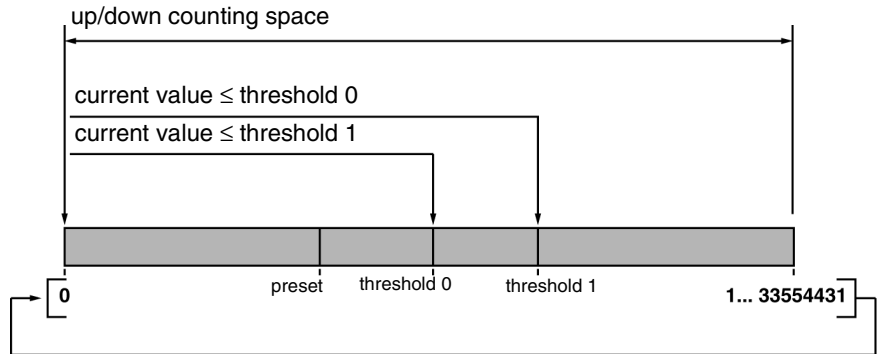 up/down counting space
current value ≤ threshold 0
current value ≤ threshold 1
preset threshold 0 threshold 1
0 1... 33554431